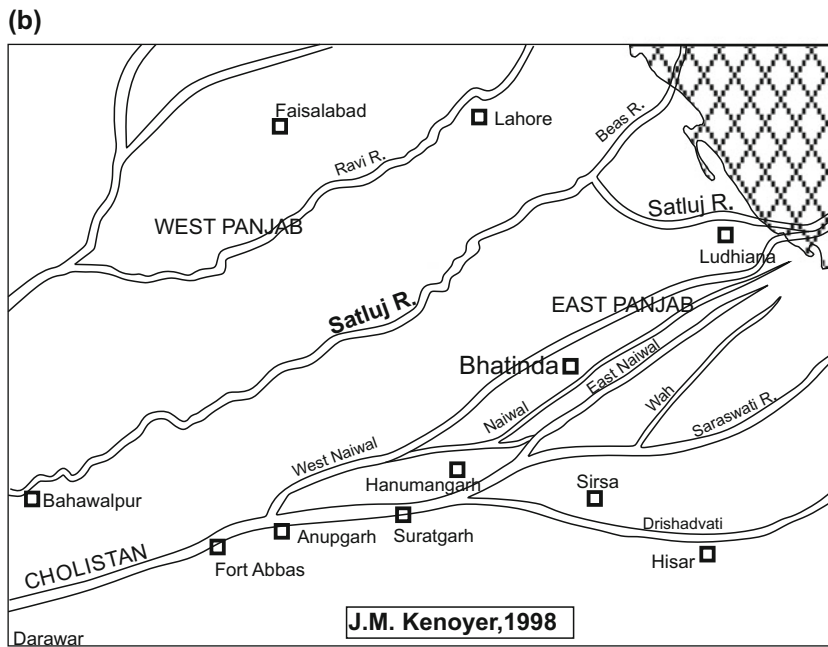 (b)
Faisalabad
Lahore
Beas R.
Ravi R.
WEST PANJAB
Satluj R.
Ludhiana
Satluj R.
EAST PANJAB
Bhatinda
East Naiwal
Naiwal
Wah
Saraswati R.
West Naiwal
Hanumangarh
Sirsa
Bahawalpur
Anupgarh
Suratgarh
Drishadvati
CHOLISTAN
Fort Abbas
Hisar
J.M. Kenoyer,1998
Darawar